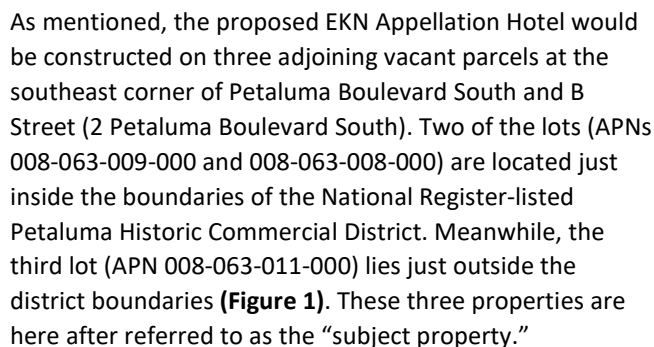 As mentioned, the proposed EKN Appellation Hotel would
be constructed on three adjoining vacant parcels at the
southeast corner of Petaluma Boulevard South and B
Street (2 Petaluma Boulevard South). Two of the lots (APNs
008-063-009-000 and 008-063-008-000) are located just
inside the boundaries of the National Register-listed
Petaluma Historic Commercial District. Meanwhile, the
third lot (APN 008-063-011-000) lies just outside the
district boundaries (Figure 1). These three properties are
here after referred to as the “subject property.”